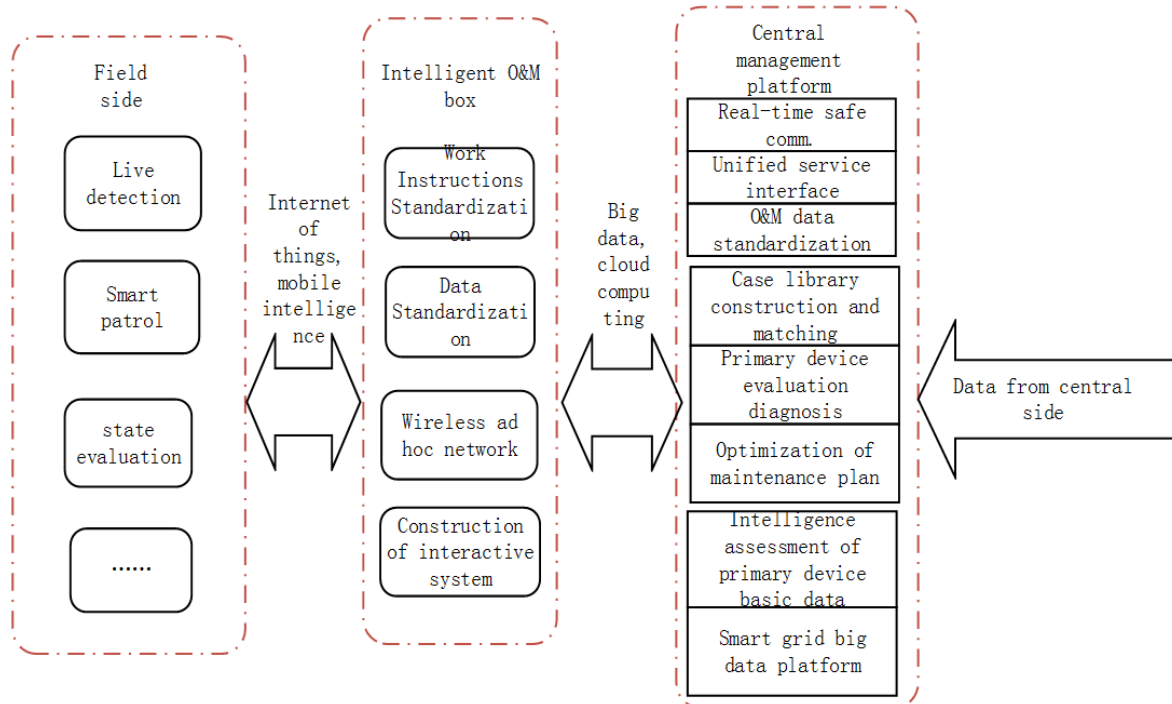 Field
side
Live
detection
Smart
patrol
state
evaluation
······
Internet
of
things,
mobile
intellige
nce
Intelligent O&M
box
Work
Instructions
Standardizati
on
Data
Standardizati
on
Wireless ad
hoc network
Construction
of interactive
system
Big
data,
cloud
compu
ting
Central
management
platform
Real-time safe
comm.
Unified service
interface
O&M data
standardization
Case library
construction and
matching
Primary device
evaluation
diagnosis
Optimization of
maintenance plan
Intelligence
assessment of
primary device
basic data
Smart grid big
data platform
Data from central
side